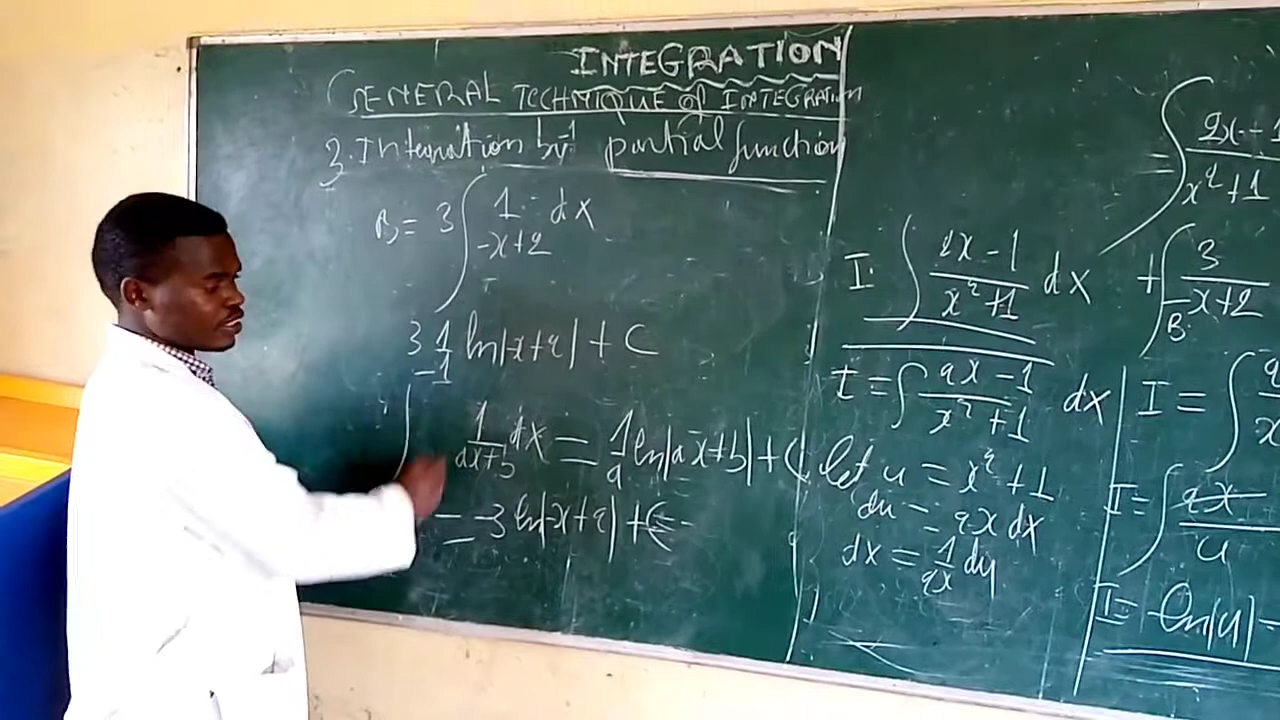 INTEGRATION
GENERAL TECHNIQUE of INTEGRATION
3. Integration by partial function
B = 3 ∫ 1/(-x+2) dx
3 1/-1 ln|-x+2| + C
∫ 1/(ax+b) dx = 1/a ln|ax+b| + C
= -3 ln|-x+2| + C
= ∫ (2x-1)/(x²+1)
I. ∫ (2x-1)/(x²+1) dx + ∫ 3/(-x+2)
B
I = ∫ (2x-1)/(x²+1) dx
let u = x²+1
du = 2x dx
dx = 1/2x du
I = ∫
I = ∫ 2x/u
I = ln|u| -